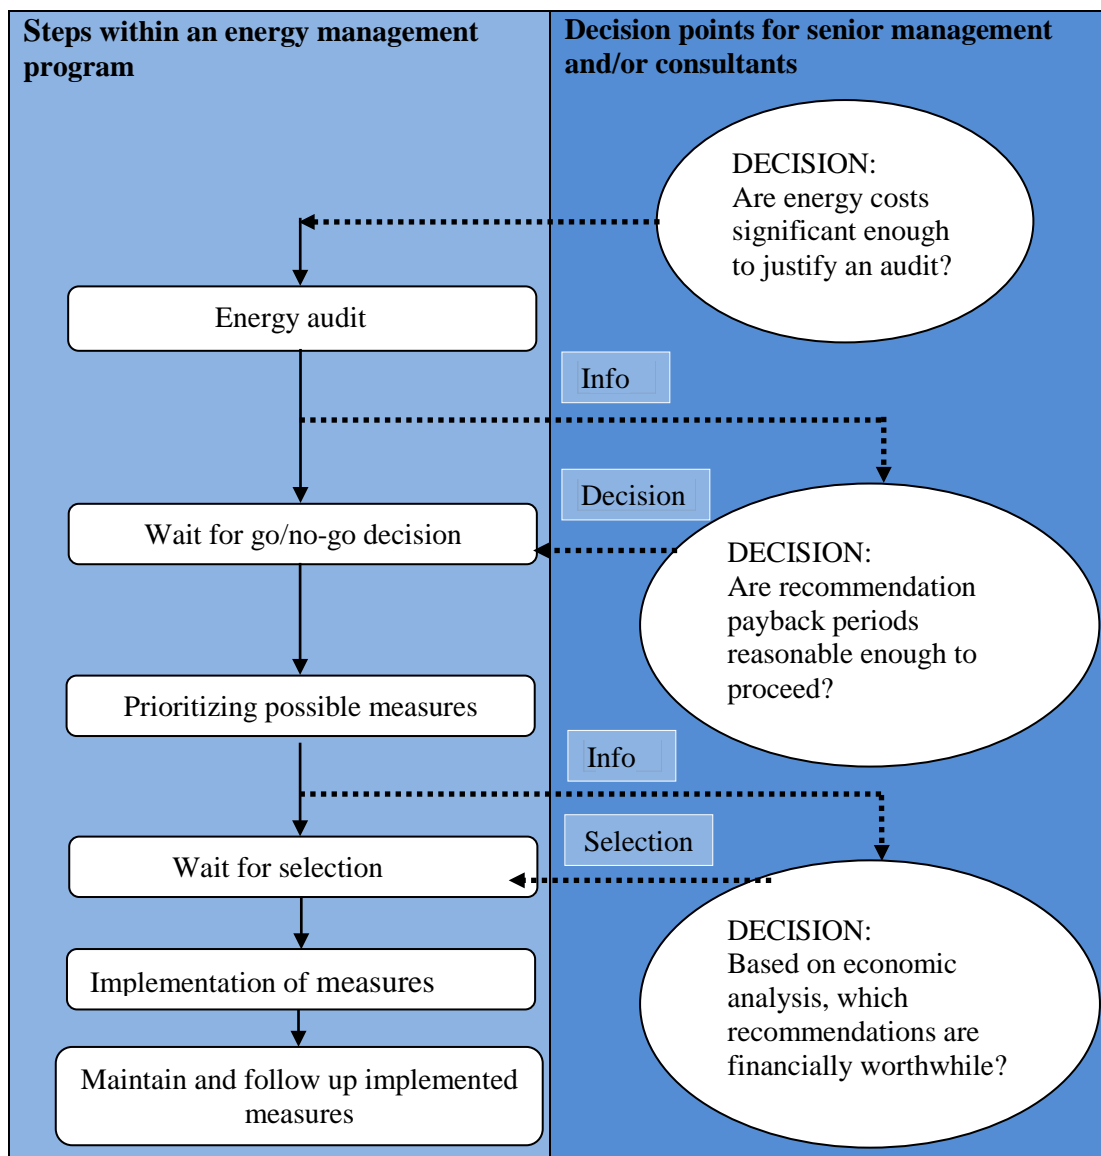 Steps within an energy management
program
Decision points for senior management
and/or consultants
DECISION:
Are energy costs
significant enough
to justify an audit?
Energy audit
Info
Decision
Wait for go/no-go decision
DECISION:
Are recommendation
payback periods
reasonable enough to
proceed?
Prioritizing possible measures
Info
Selection
Wait for selection
DECISION:
Based on economic
analysis, which
recommendations are
financially worthwhile?
Implementation of measures
Maintain and follow up implemented
measures